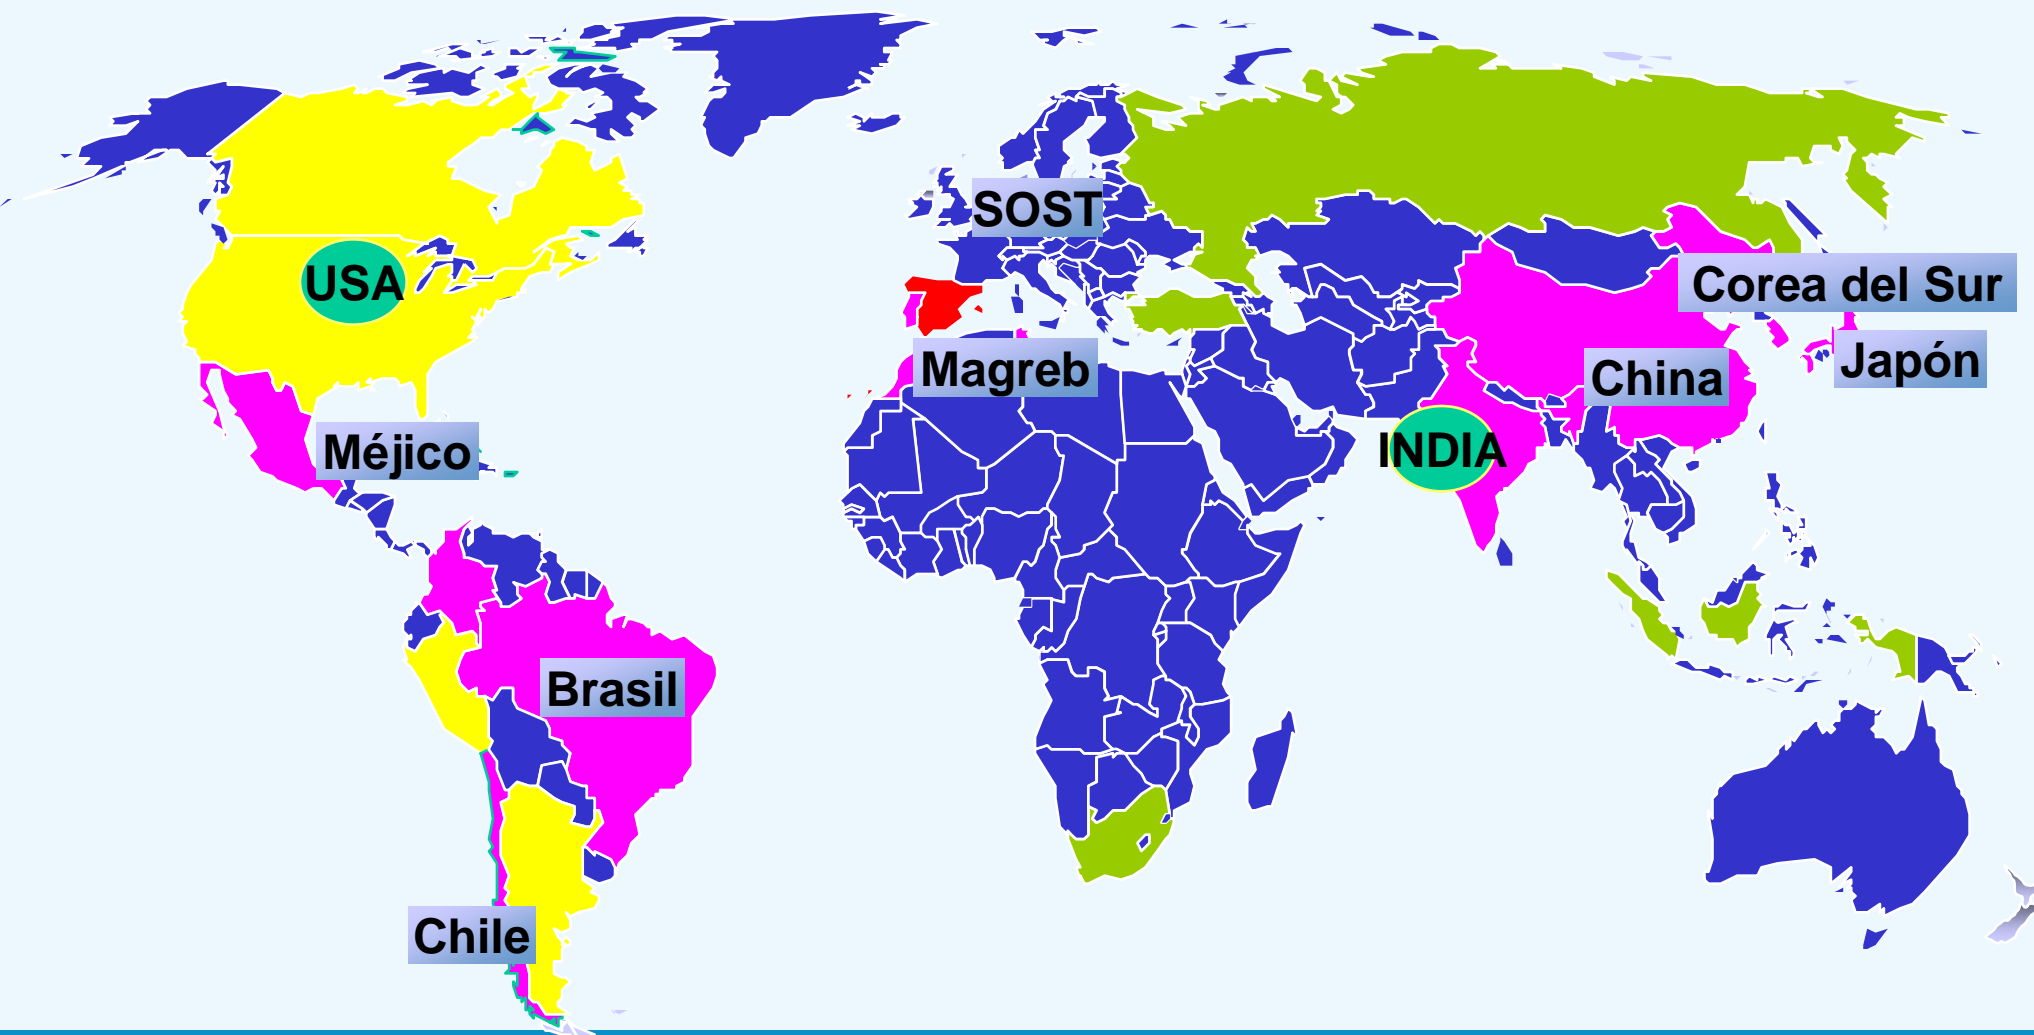 SOST
USA
Corea del Sur
Magreb
Japón
China
Méjico
INDIA
Brasil
Chile